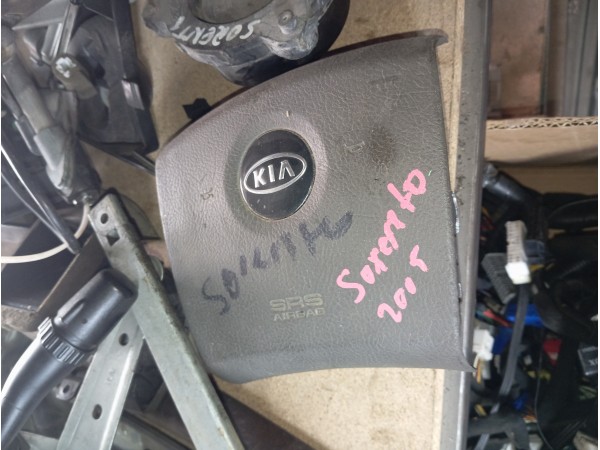 SORENTO
KIA
Sorento
SRS
AIRBAG
Sorento
2005